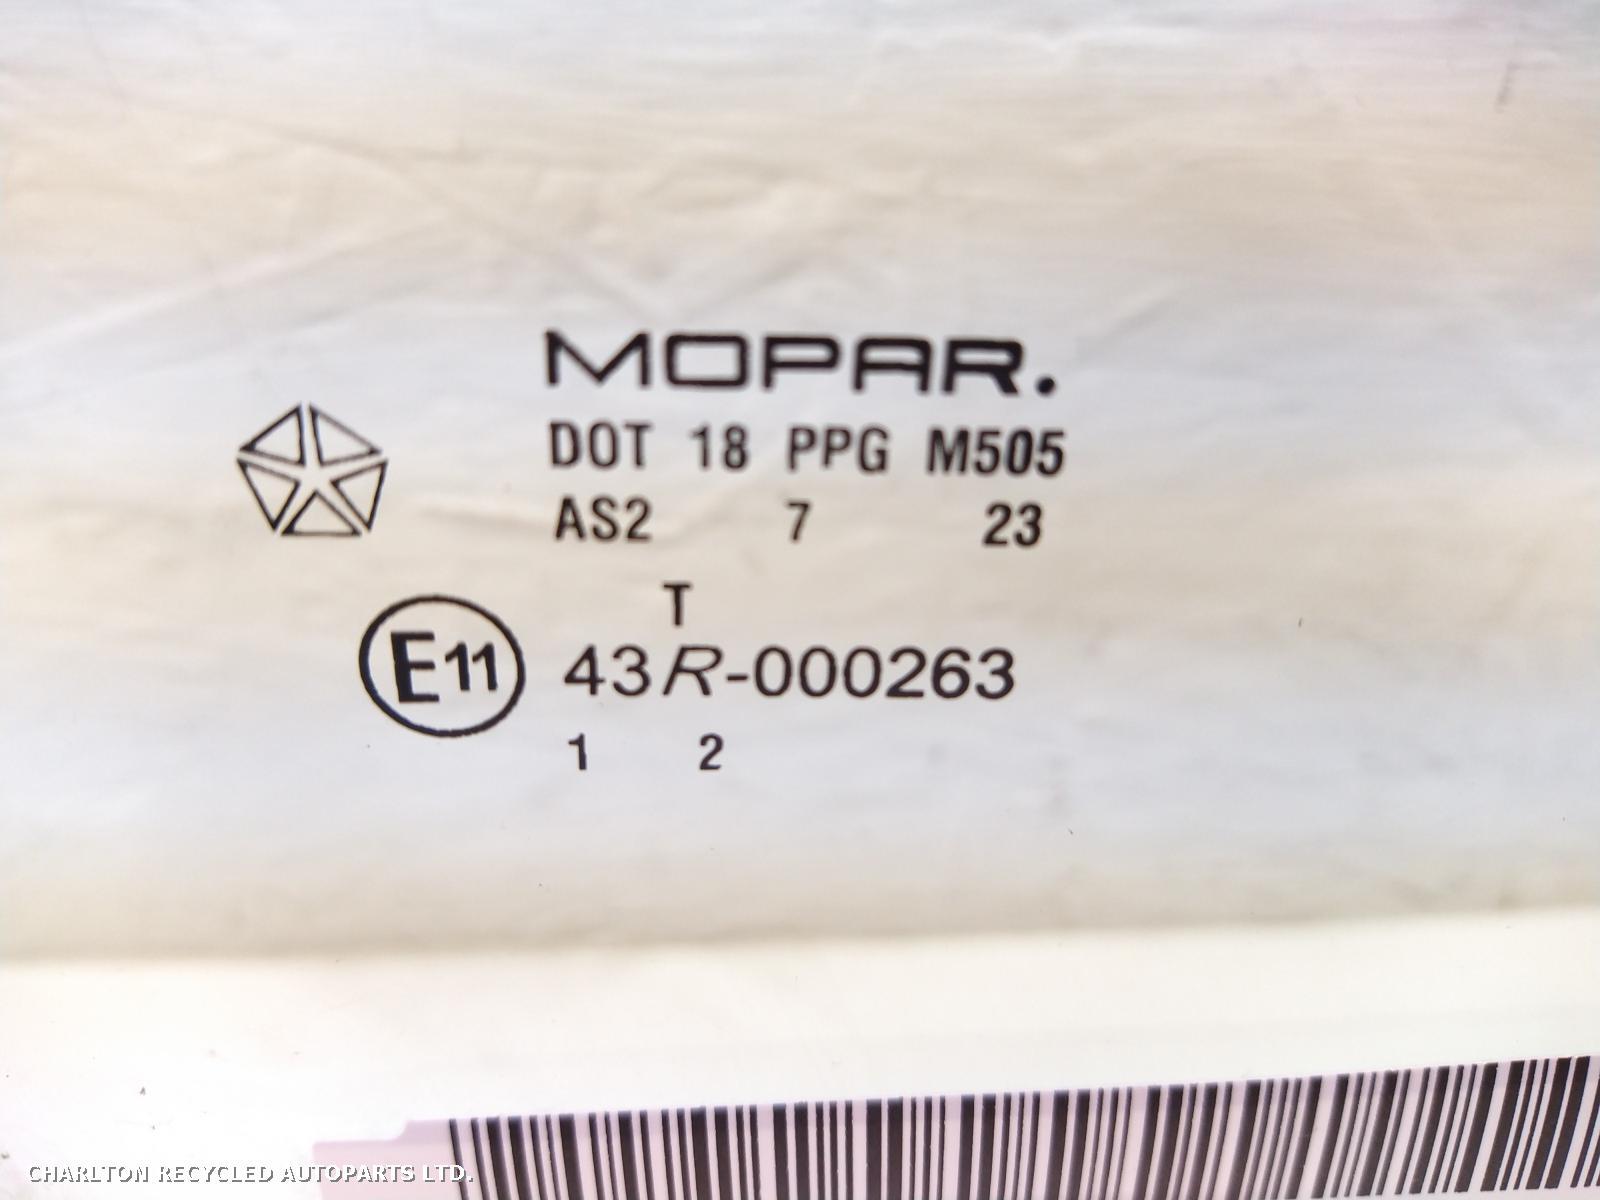 MOPAR.
DOT 18 PPG M505
AS2 7 23
T
E11 43R-000263
1 2
CHARLTON RECYCLED AUTOPARTS LTD.